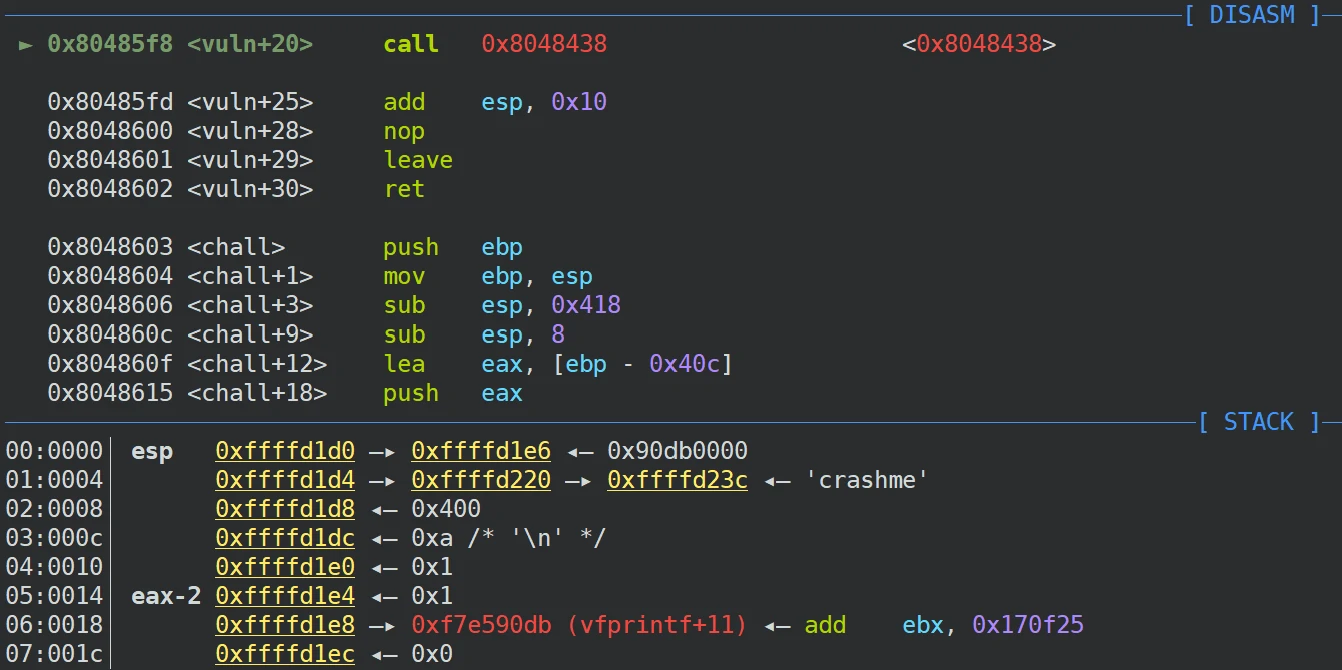 [ DISASM ]
► 0x80485f8 <vuln+20> call 0x8048438 <0x8048438>
0x80485fd <vuln+25> add esp, 0x10
0x8048600 <vuln+28> nop
0x8048601 <vuln+29> leave
0x8048602 <vuln+30> ret
0x8048603 <chall> push ebp
0x8048604 <chall+1> mov ebp, esp
0x8048606 <chall+3> sub esp, 0x418
0x804860c <chall+9> sub esp, 8
0x804860f <chall+12> lea eax, [ebp - 0x40c]
0x8048615 <chall+18> push eax
[ STACK ]
00:0000│ esp 0xffffd1d0 —▸ 0xffffd1e6 ◂— 0x90db0000
01:0004│ 0xffffd1d4 —▸ 0xffffd220 —▸ 0xffffd23c ◂— 'crashme'
02:0008│ 0xffffd1d8 ◂— 0x400
03:000c│ 0xffffd1dc ◂— 0xa /* '\n' */
04:0010│ 0xffffd1e0 ◂— 0x1
05:0014│ eax-2 0xffffd1e4 ◂— 0x1
06:0018│ 0xffffd1e8 —▸ 0xf7e590db (vfprintf+11) ◂— add ebx, 0x170f25
07:001c│ 0xffffd1ec ◂— 0x0